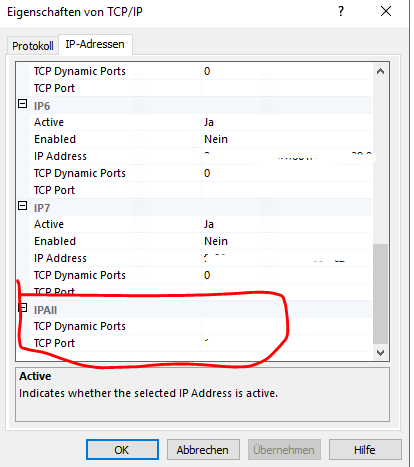 Eigenschaften von TCP/IP
Protokoll IP-Adressen
TCP Dynamic Ports 0
TCP Port
IP6
Active Ja
Enabled Nein
IP Address
TCP Dynamic Ports 0
TCP Port
IP7
Active Ja
Enabled Nein
IP Address
TCP Dynamic Ports 0
TCP Port
IPAll
TCP Dynamic Ports
TCP Port
Active
Indicates whether the selected IP Address is active.
OK Abbrechen Übernehmen Hilfe